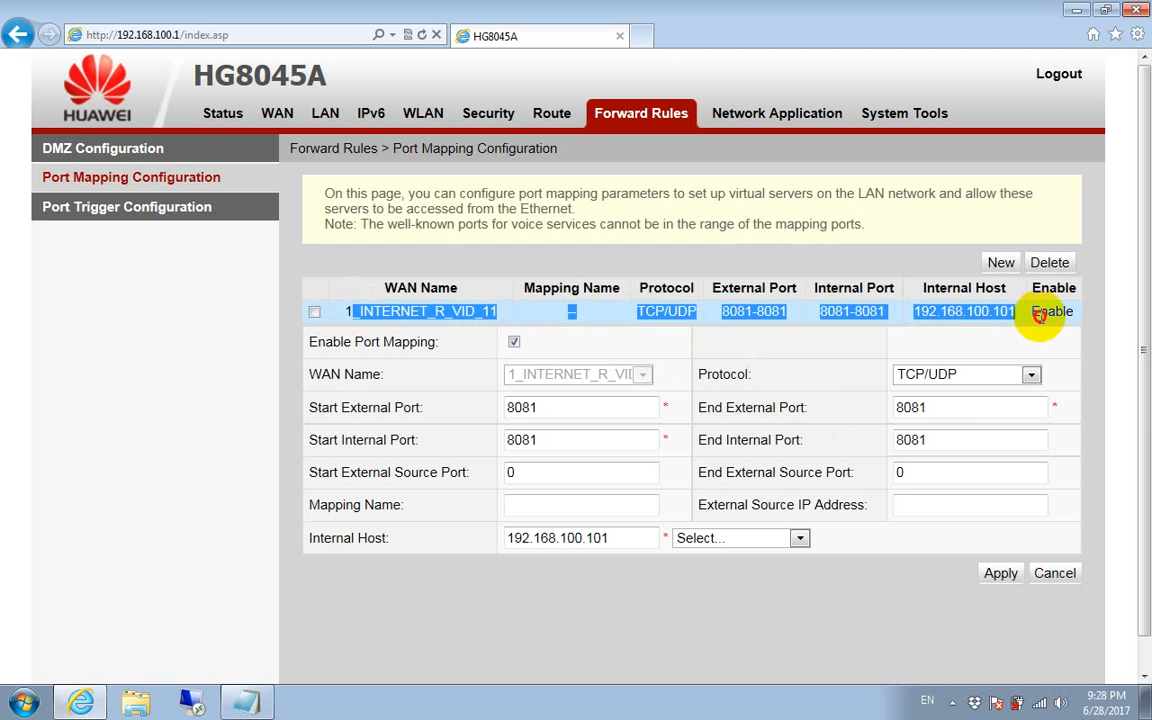 http://192.168.100.1/index.asp
HG8045A
HUAWEI
HG8045A
Logout
Status WAN LAN IPv6 WLAN Security Route Forward Rules Network Application System Tools
DMZ Configuration
Port Mapping Configuration
Port Trigger Configuration
Forward Rules > Port Mapping Configuration
On this page, you can configure port mapping parameters to set up virtual servers on the LAN network and allow these
servers to be accessed from the Ethernet.
Note: The well-known ports for voice services cannot be in the range of the mapping ports.
New Delete
WAN Name Mapping Name Protocol External Port Internal Port Internal Host Enable
1_INTERNET_R_VID_11 -- TCP/UDP 8081-8081 8081-8081 192.168.100.101 Enable
Enable Port Mapping:
WAN Name: 1_INTERNET_R_VID Protocol: TCP/UDP
Start External Port: 8081 * End External Port: 8081 *
Start Internal Port: 8081 * End Internal Port: 8081
Start External Source Port: 0 End External Source Port: 0
Mapping Name: External Source IP Address:
Internal Host: 192.168.100.101 * Select...
Apply Cancel
EN
9:28 PM
6/28/2017